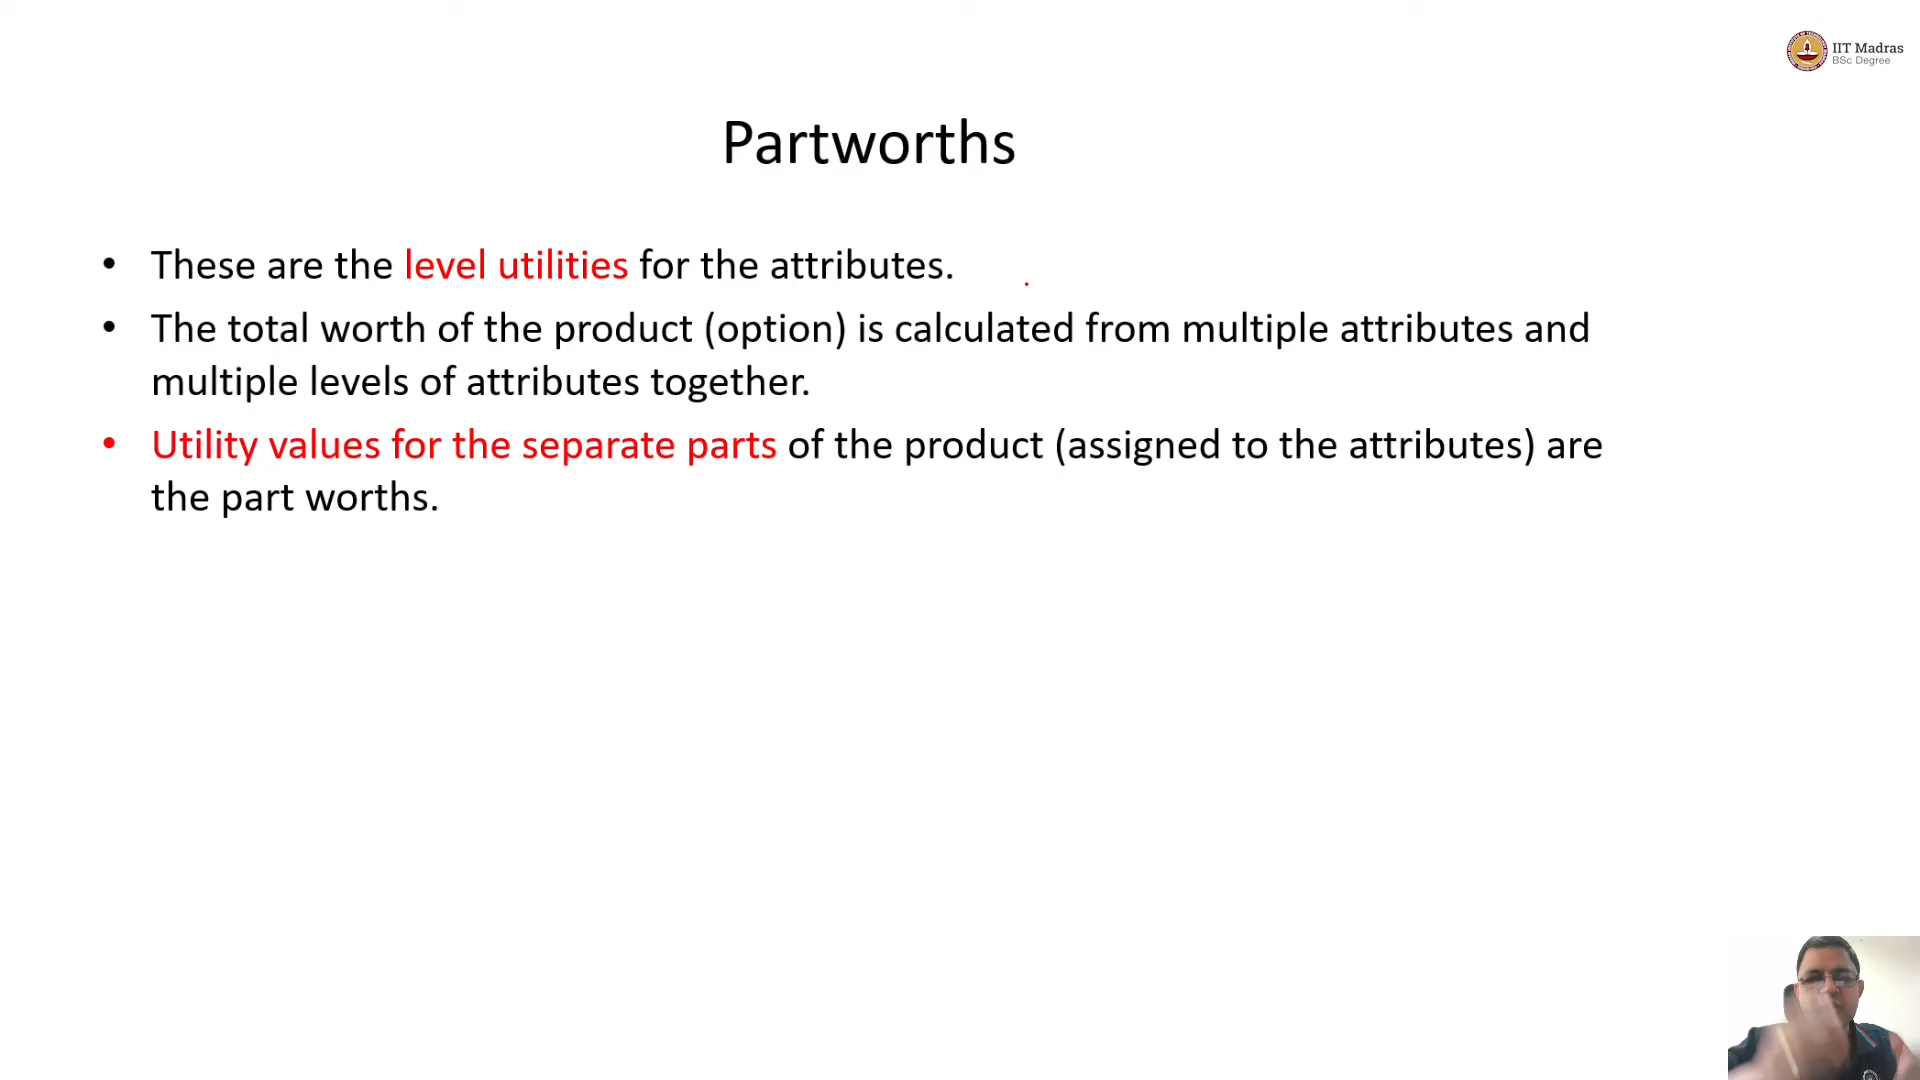 IIT Madras
BSc Degree
Partworths
• These are the level utilities for the attributes.
• The total worth of the product (option) is calculated from multiple attributes and
multiple levels of attributes together.
• Utility values for the separate parts of the product (assigned to the attributes) are
the part worths.